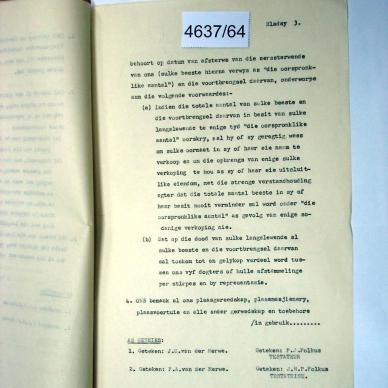 4637/64
Bladsy 3.
behoort op datum van afsterwe van die eerssterwende
van ons (sulke beeste hierna verwys as "die oorspronk-
like aantal") en die voortbrengsel daarvan, onderworpe
aan die volgende voorwaardes:-
(a) Indien die totale aantal van sulke beeste en
die voortbrengsel daarvan in besit van sulke
langslewende te enige tyd "die oorspronklike
aantal" oorskry, sal hy of sy geregtig wees
om sulke oormaat in sy of haar eie naam te
verkoop en om die opbrengs van enige sulke
verkoping te hou as sy of haar eie uitsluit-
like eiendom, met die strenge verstandhouding
egter dat die totale aantal beeste in sy of
haar besit nooit verminder sal word onder "die
oorspronklike aantal" as gevolg van enige so-
danige verkoping nie.
(b) Met op die dood van sulke langslewende al
sulke beeste en die voortbrengsel daarvan
sal toekom tot en gelykop verdeel word tus-
sen ons vyf dogters of hulle afstammelinge
per stirpes en by representasie.
4. ONS bemaak al ons plaasgereedskap, plaasmasjienery,
plaasvoertuie en alle ander gereedskap en toebehore
/in gebruik.........
AS GETUIES:
1. Geteken: J.C.van der Merwe. Geteken: P.J.Folkus
TESTATEUR
2. Geteken: F.A.van der Merwe. Geteken: J.H.P.Folkus
TESTATRISE.